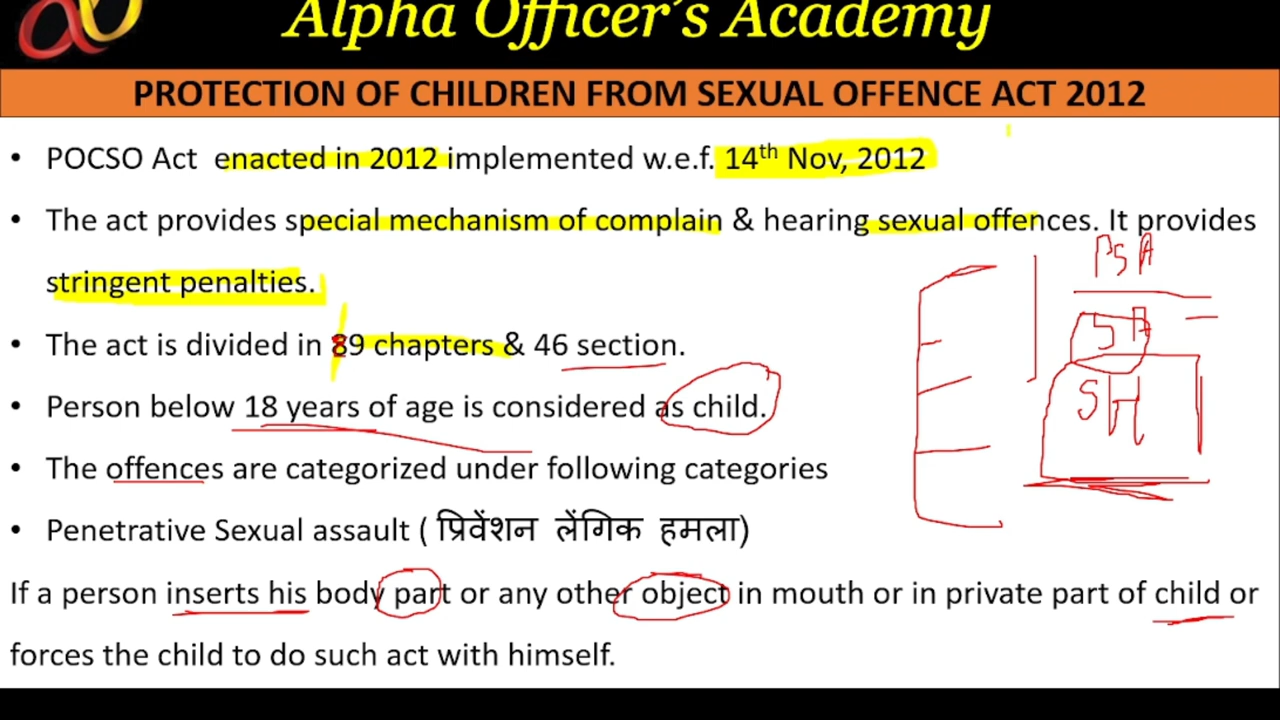 Alpha Officer's Academy
PROTECTION OF CHILDREN FROM SEXUAL OFFENCE ACT 2012
• POCSO Act enacted in 2012 implemented w.e.f. 14th Nov, 2012
• The act provides special mechanism of complain & hearing sexual offences. It provides
stringent penalties.
PSA
• The act is divided in 89 chapters & 46 section.
SA
• Person below 18 years of age is considered as child.
SH
• The offences are categorized under following categories
• Penetrative Sexual assault ( प्रिवेंशन लेंगिक हमला)
If a person inserts his body part or any other object in mouth or in private part of child or
forces the child to do such act with himself.